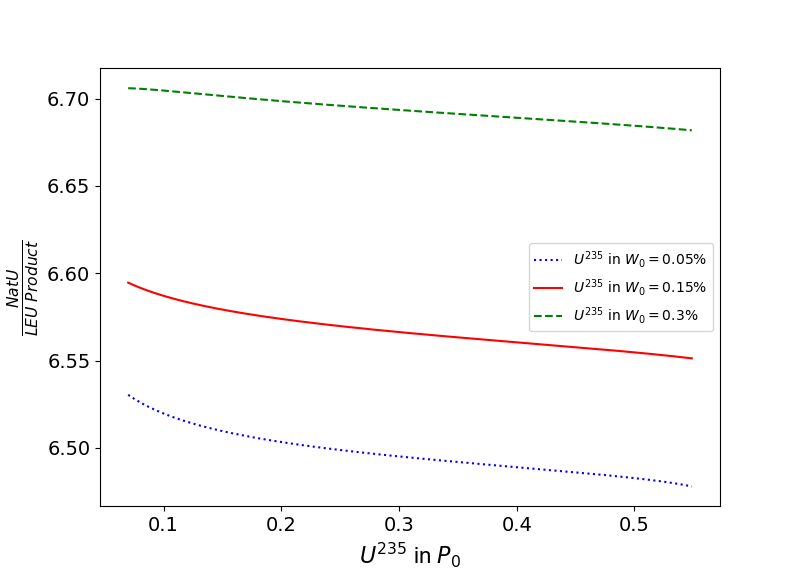 6.70
6.65
6.60
6.55
6.50
NatU
LEU Product
U²³⁵ in W₀ = 0.05%
U²³⁵ in W₀ = 0.15%
U²³⁵ in W₀ = 0.3%
0.1 0.2 0.3 0.4 0.5
U²³⁵ in P₀